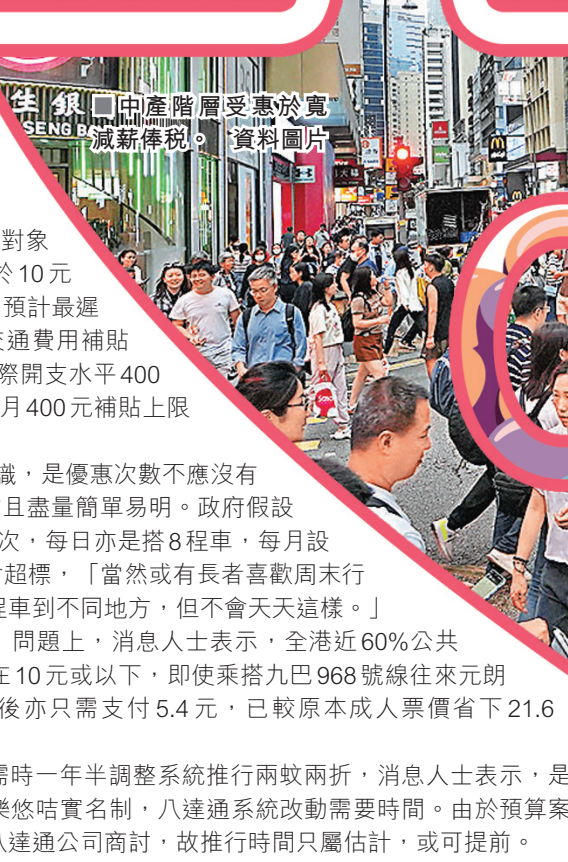 生銀
SENG B
■中產階層受惠於寬
減薪俸稅。 資料圖片
對象
於10元
預計最遲
交通費用補貼
際開支水平400
月400元補貼上限
識，是優惠次數不應沒有
且盡量簡單易明。政府假設
次，每日亦是搭8程車，每月設
超標，「當然或有長者喜歡周末行
程車到不同地方，但不會天天這樣。」
問題上，消息人士表示，全港近60%公共
在10元或以下，即使乘搭九巴968號線往來元朗
後亦只需支付5.4元，已較原本成人票價省下21.6
需時一年半調整系統推行兩蚊兩折，消息人士表示，是
樂悠咭實名制，八達通系統改動需要時間。由於預算案
八達通公司商討，故推行時間只屬估計，或可提前。